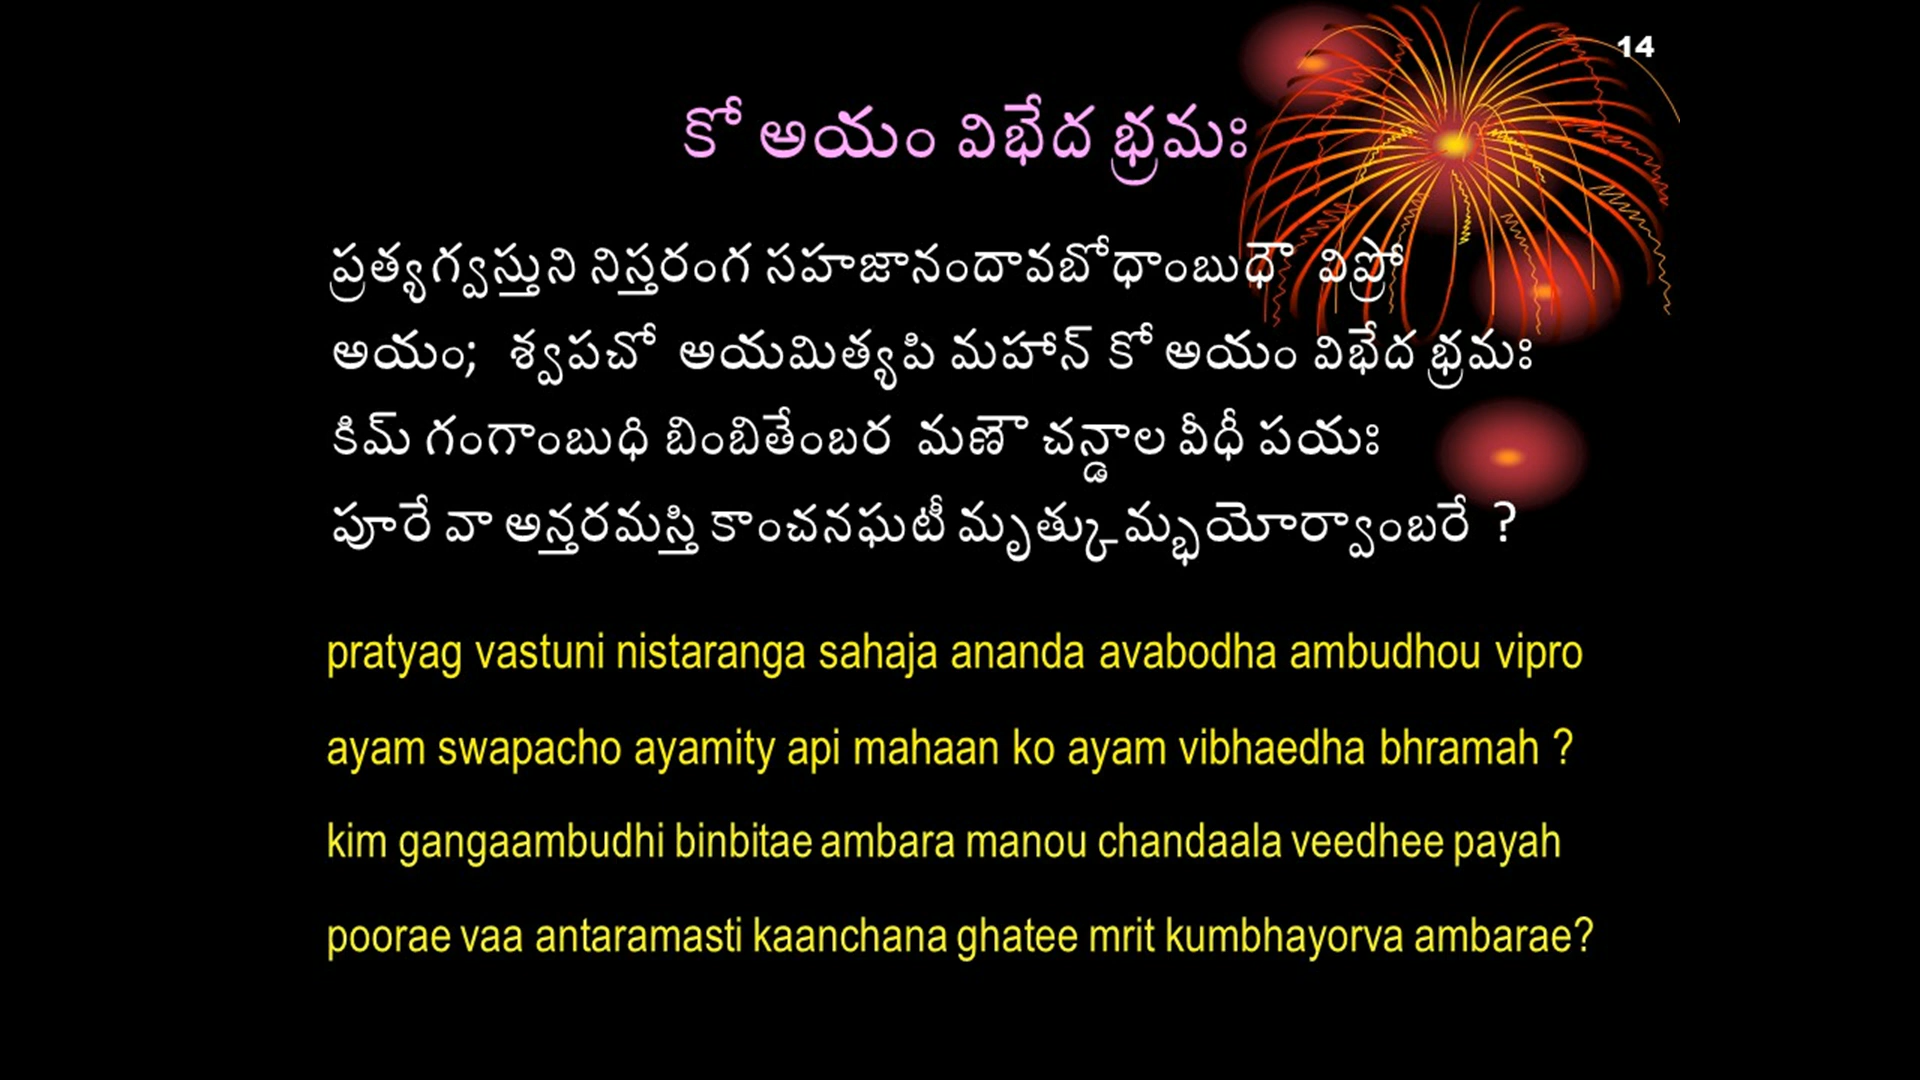 14
కో అయం విభేద భ్రమః
ప్రత్యగ్వస్తుని నిస్తరంగ సహజానందావబోధాంబుధౌ విప్రో
అయం; శ్వపచో అయమిత్యపి మహాన్ కో అయం విభేద భ్రమః
కిమ్ గంగాంబుధి బింబితేంబర మణౌ చన్డాల వీధీ పయః
పూరే వా అన్తరమస్తి కాంచనఘటీ మృత్కుమ్భయోర్వాంబరే ?
pratyag vastuni nistaranga sahaja ananda avabodha ambudhou vipro
ayam swapacho ayamity api mahaan ko ayam vibhaedha bhramah ?
kim gangaambudhi binbitae ambara manou chandaala veedhee payah
poorae vaa antaramasti kaanchana ghatee mrit kumbhayorva ambarae?